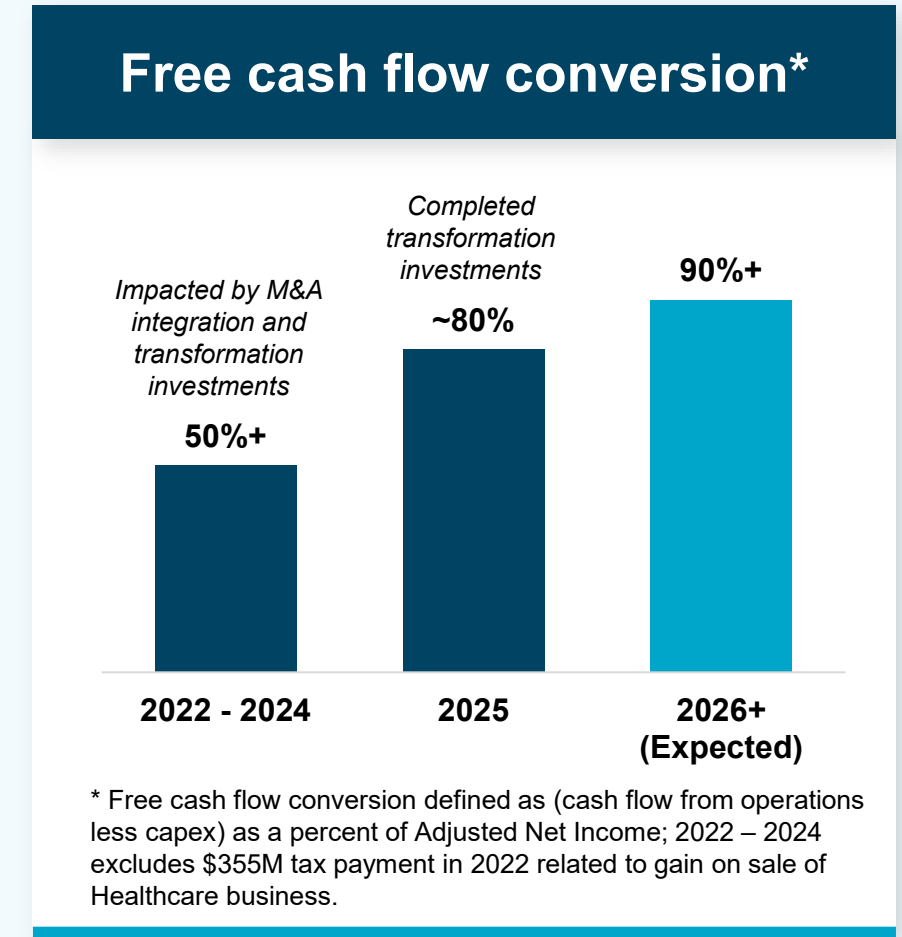 Free cash flow conversion*
Impacted by M&A
integration and
transformation
investments
50%+
Completed
transformation
investments
~80%
90%+
2022 - 2024
2025
2026+
(Expected)
* Free cash flow conversion defined as (cash flow from operations
less capex) as a percent of Adjusted Net Income; 2022 – 2024
excludes $355M tax payment in 2022 related to gain on sale of
Healthcare business.